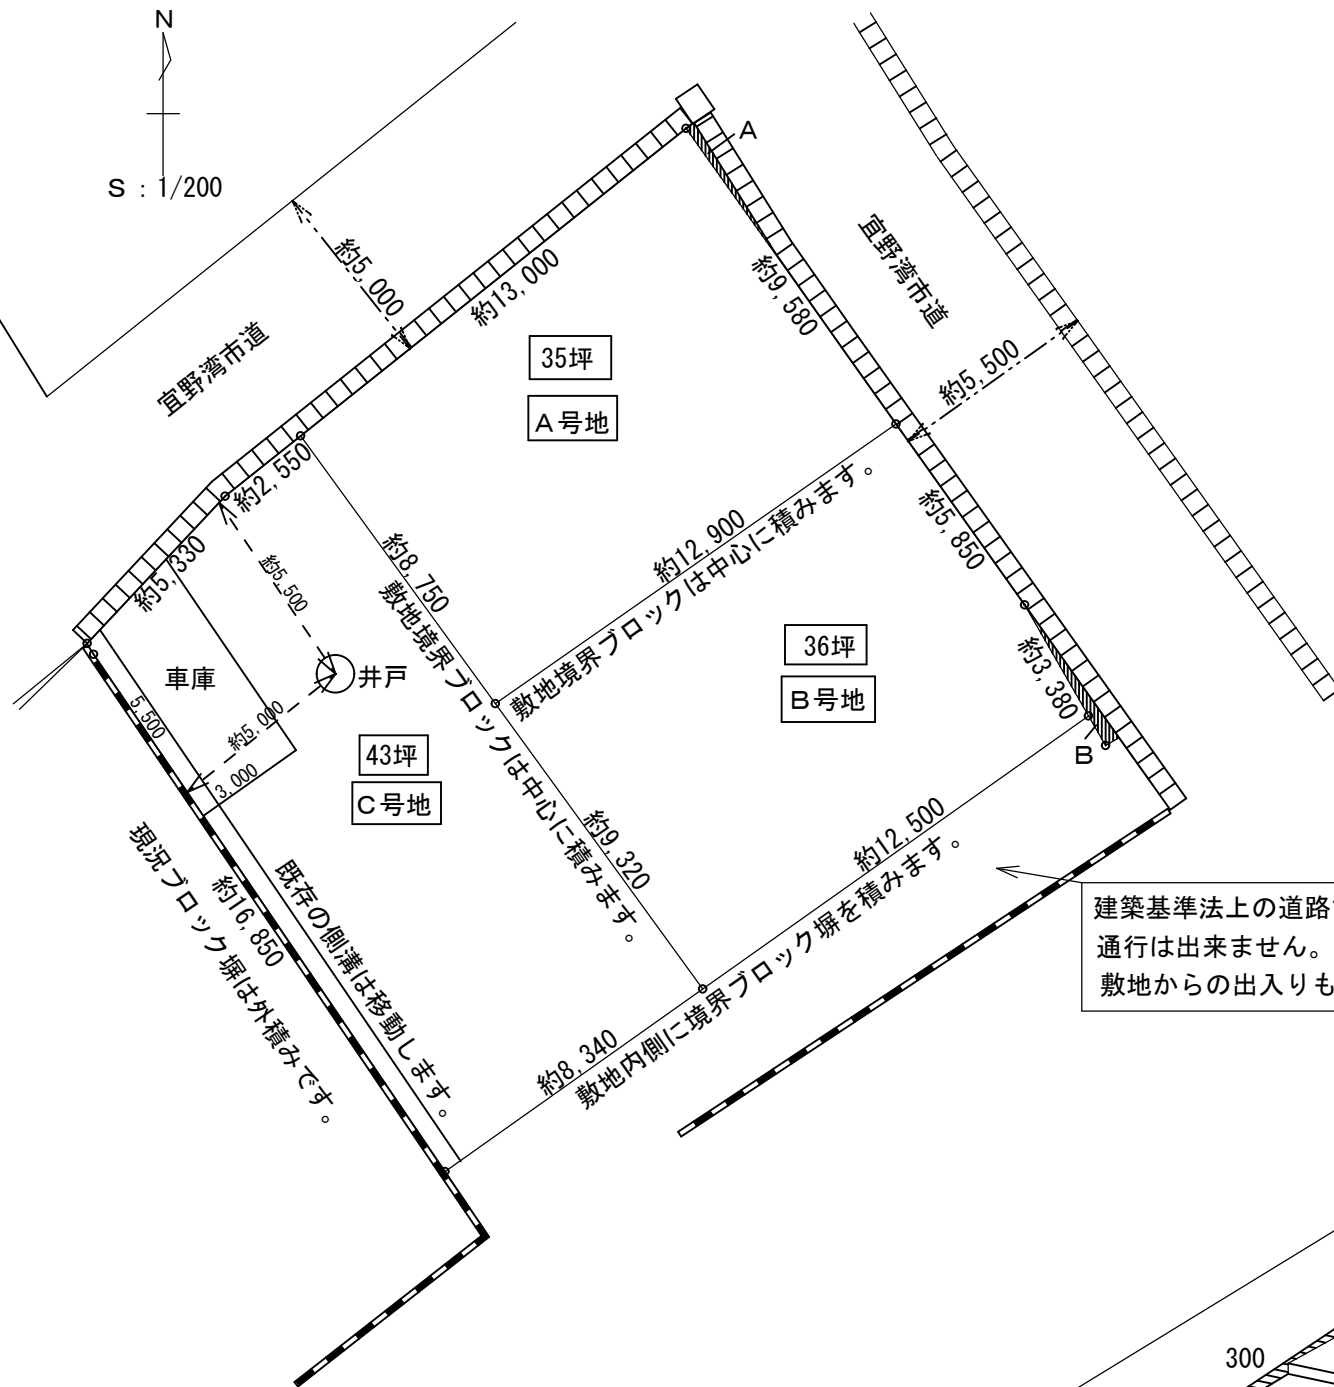 N
S : 1/200
A
約5,000
約13,000
宜野湾市道
約9,580
宜野湾市道
35坪
A号地
約5,500
約2,550
約5,330
約5,500
約8,750
敷地境界ブロックは中心に積みます。
約12,900
敷地境界ブロックは中心に積みます。
約5,850
36坪
B号地
約3,380
B
車庫
井戸
5,500
約5,000
3,000
43坪
C号地
現況ブロック塀は外積みです。
約16,850
既存の側溝は移動します。
約9,320
約12,500
敷地内側に境界ブロック塀を積みます。
約8,340
建築基準法上の道路
通行は出来ません。
敷地からの出入りも
300